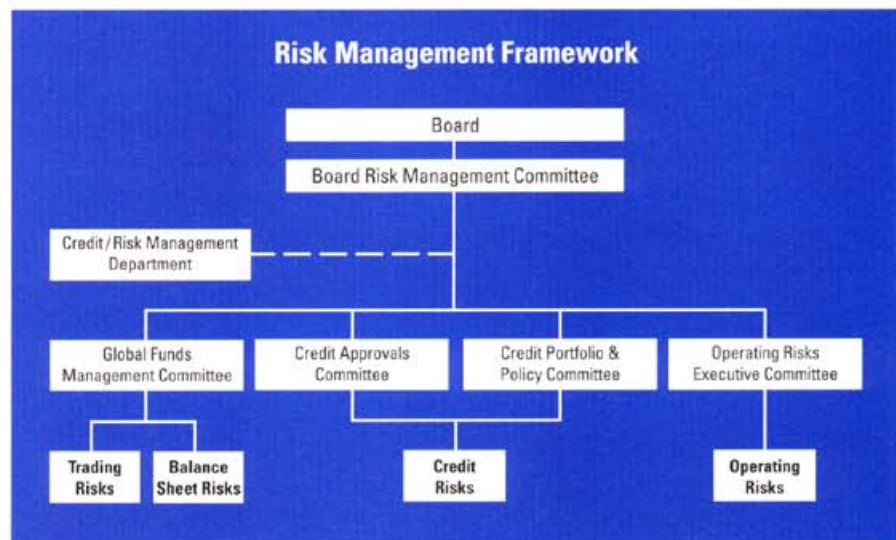 Risk Management Framework
Board
Board Risk Management Committee
Credit/Risk Management
Department
Global Funds
Management Committee
Credit Approvals
Committee
Credit Portfolio &
Policy Committee
Operating Risks
Executive Committee
Trading
Risks
Balance
Sheet Risks
Credit
Risks
Operating
Risks